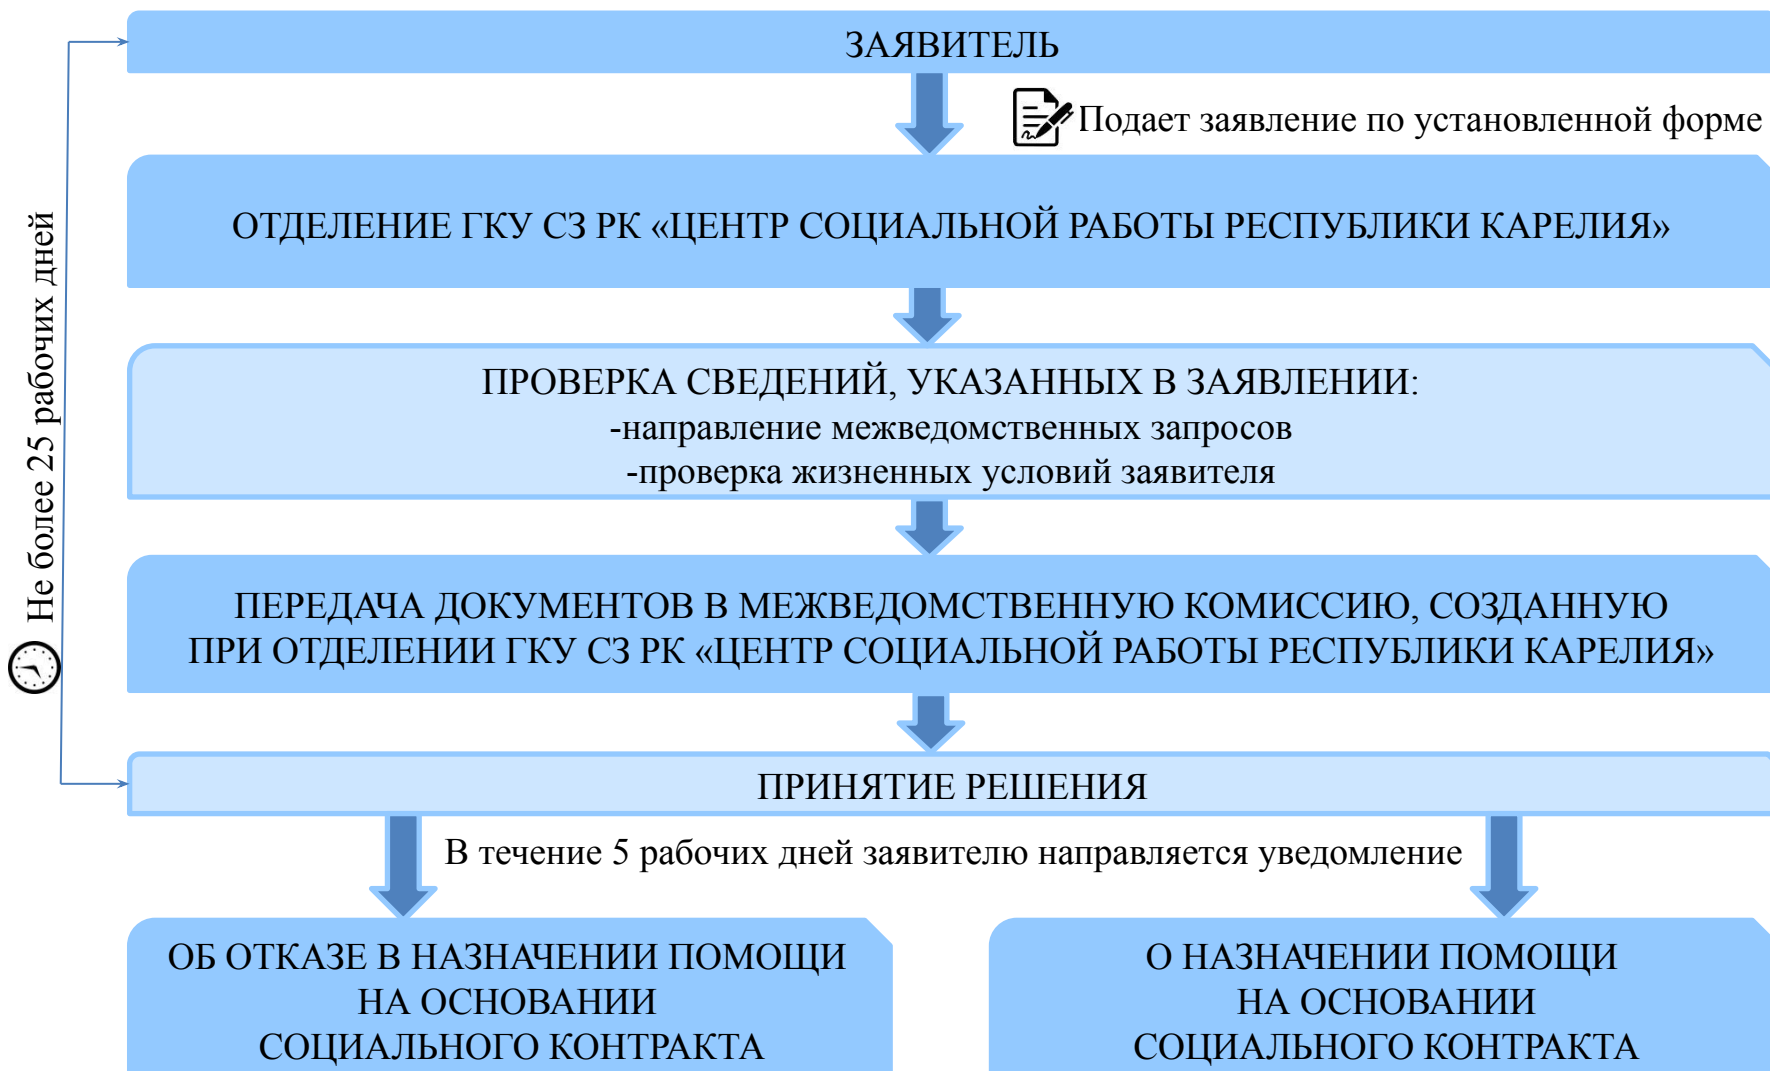 ЗАЯВИТЕЛЬ
Подает заявление по установленной форме
ОТДЕЛЕНИЕ ГКУ СЗ РК «ЦЕНТР СОЦИАЛЬНОЙ РАБОТЫ РЕСПУБЛИКИ КАРЕЛИЯ»
Не более 25 рабочих дней
ПРОВЕРКА СВЕДЕНИЙ, УКАЗАННЫХ В ЗАЯВЛЕНИИ:
-направление межведомственных запросов
-проверка жизненных условий заявителя
ПЕРЕДАЧА ДОКУМЕНТОВ В МЕЖВЕДОМСТВЕННУЮ КОМИССИЮ, СОЗДАННУЮ
ПРИ ОТДЕЛЕНИИ ГКУ СЗ РК «ЦЕНТР СОЦИАЛЬНОЙ РАБОТЫ РЕСПУБЛИКИ КАРЕЛИЯ»
ПРИНЯТИЕ РЕШЕНИЯ
В течение 5 рабочих дней заявителю направляется уведомление
ОБ ОТКАЗЕ В НАЗНАЧЕНИИ ПОМОЩИ
НА ОСНОВАНИИ
СОЦИАЛЬНОГО КОНТРАКТА
О НАЗНАЧЕНИИ ПОМОЩИ
НА ОСНОВАНИИ
СОЦИАЛЬНОГО КОНТРАКТА